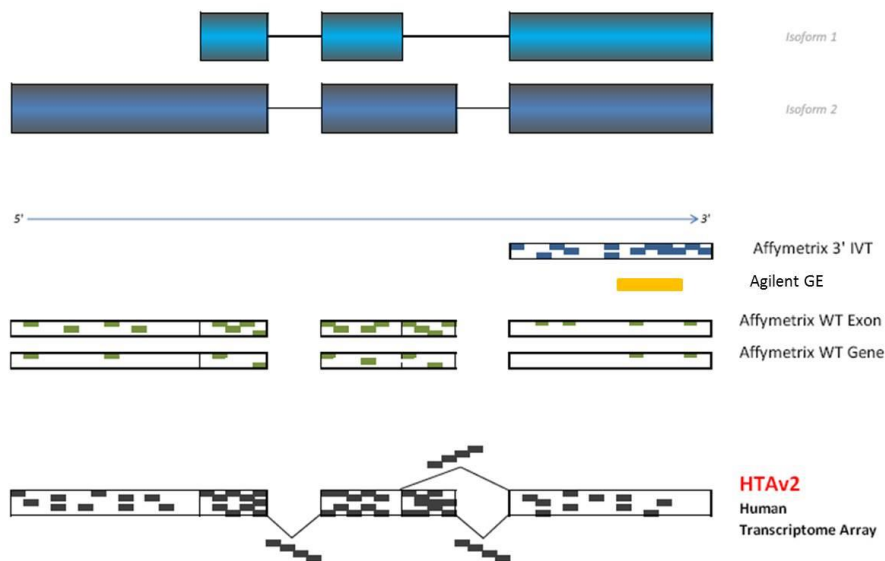 Isoform 1
Isoform 2
5' 3'
Affymetrix 3' IVT
Agilent GE
Affymetrix WT Exon
Affymetrix WT Gene
HTAv2
Human
Transcriptome Array